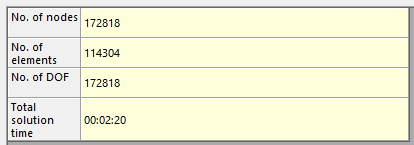 No. of nodes
172818
No. of
elements
114304
No. of DOF
172818
Total
solution
time
00:02:20